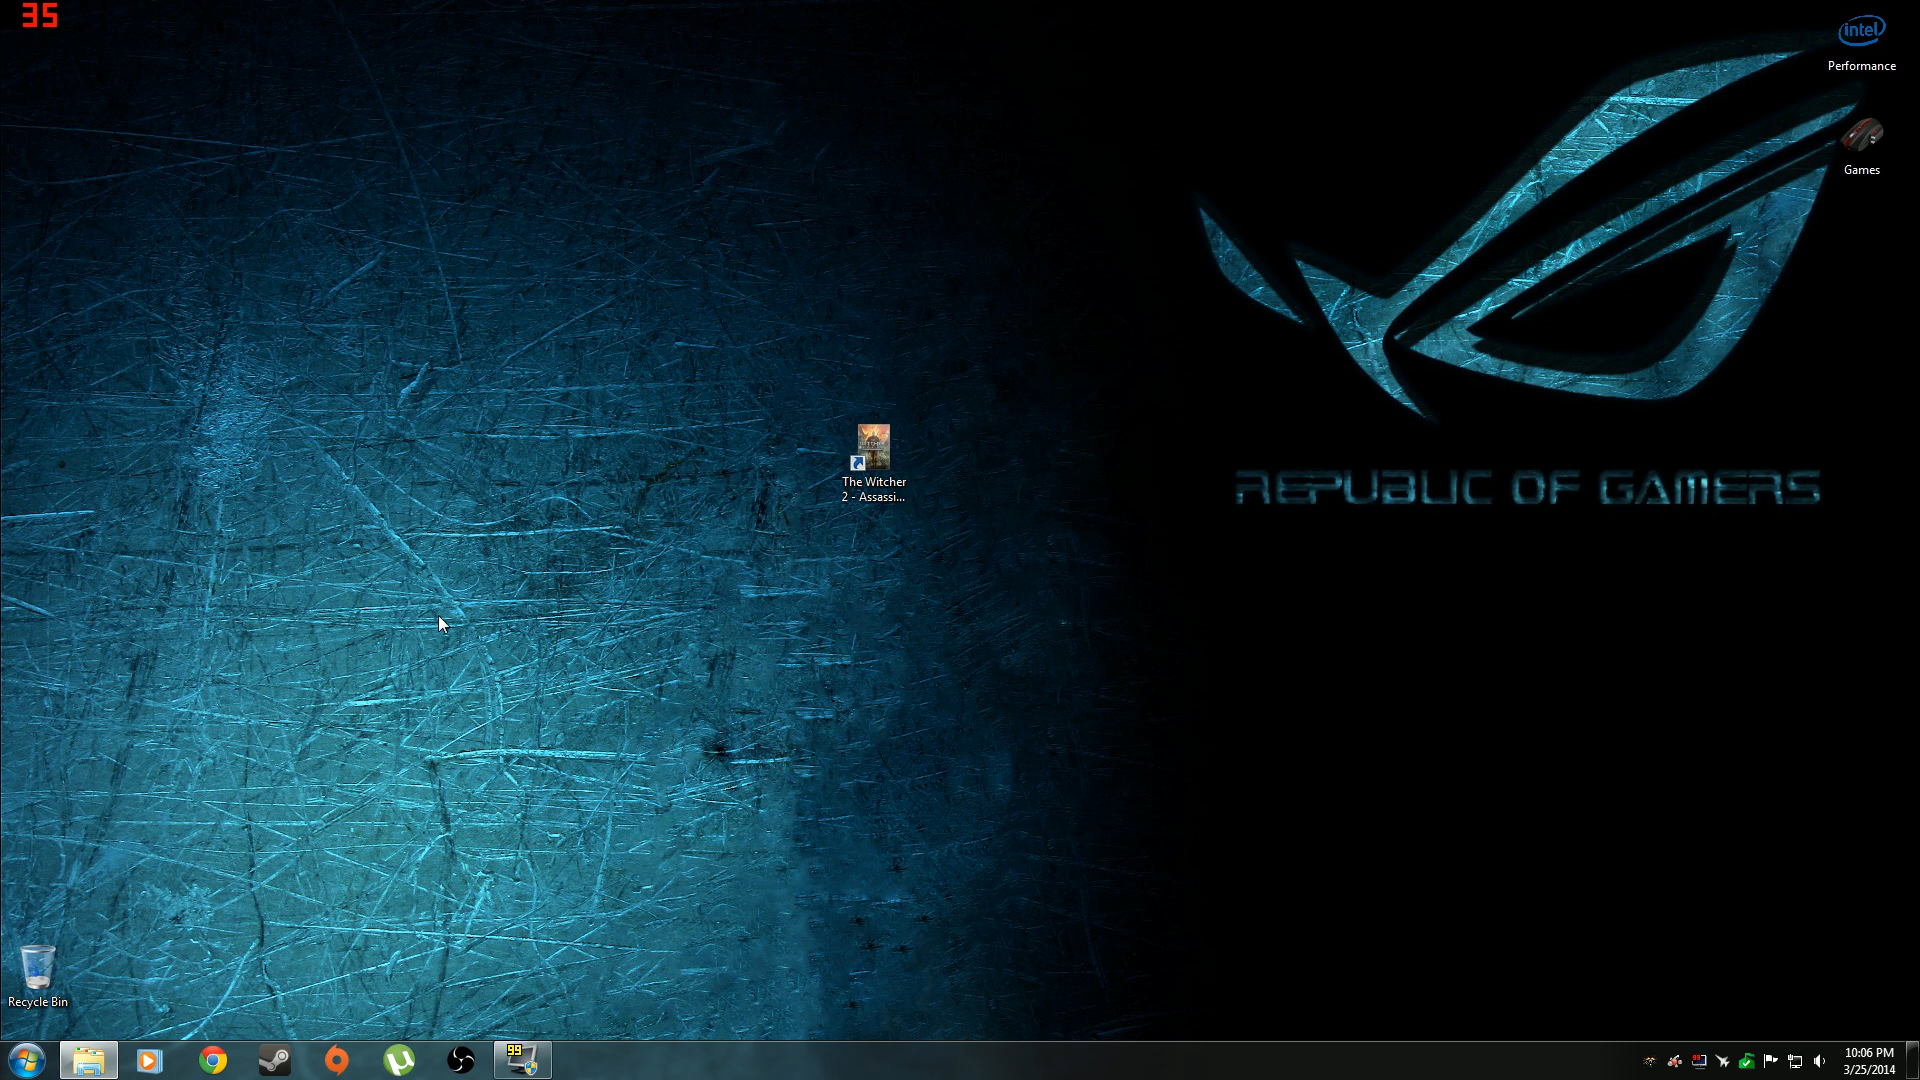 35
intel
Performance
Games
The Witcher
2 - Assassi...
REPUBLIC OF GAMERS
Recycle Bin
99
10:06 PM
3/25/2014